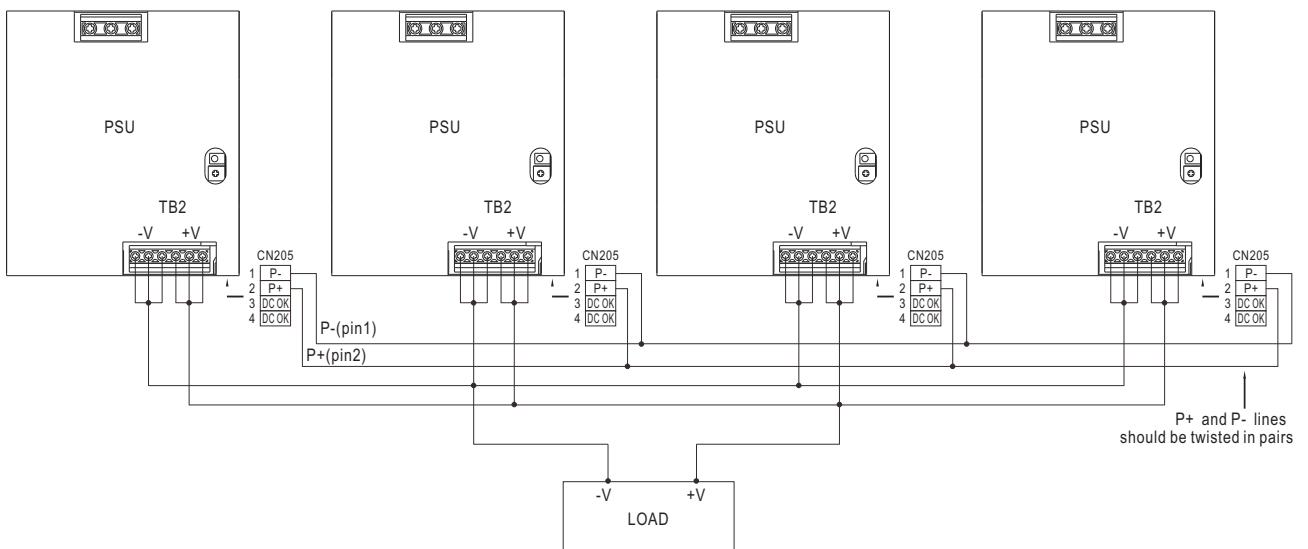 PSU
TB2
-V +V
CN205
1 P-
2 P+
3 DC OK
4 DC OK
PSU
TB2
-V +V
CN205
1 P-
2 P+
3 DC OK
4 DC OK
PSU
TB2
-V +V
CN205
1 P-
2 P+
3 DC OK
4 DC OK
PSU
TB2
-V +V
CN205
1 P-
2 P+
3 DC OK
4 DC OK
P-(pin1)
P+(pin2)
P+ and P- lines
should be twisted in pairs
-V +V
LOAD